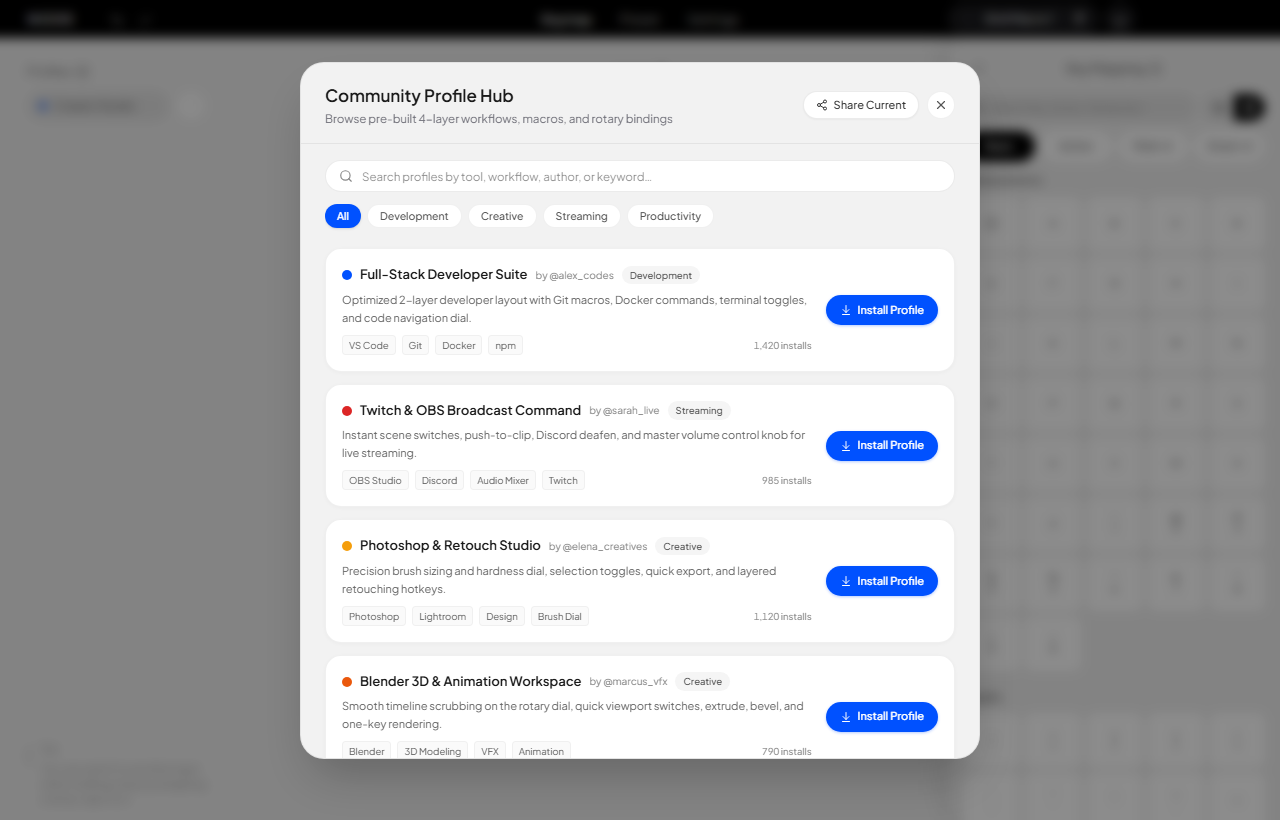 Community Profile Hub
Browse pre-built 4-layer workflows, macros, and rotary bindings
Share Current
Search profiles by tool, workflow, author, or keyword...
All
Development
Creative
Streaming
Productivity
Full-Stack Developer Suite by @alex_codes Development
Optimized 2-layer developer layout with Git macros, Docker commands, terminal toggles,
and code navigation dial.
Install Profile
VS Code Git Docker npm 1,420 installs
Twitch & OBS Broadcast Command by @sarah_live Streaming
Instant scene switches, push-to-clip, Discord deafen, and master volume control knob for
live streaming.
Install Profile
OBS Studio Discord Audio Mixer Twitch 985 installs
Photoshop & Retouch Studio by @elena_creatives Creative
Precision brush sizing and hardness dial, selection toggles, quick export, and layered
retouching hotkeys.
Install Profile
Photoshop Lightroom Design Brush Dial 1,120 installs
Blender 3D & Animation Workspace by @marcus_vfx Creative
Smooth timeline scrubbing on the rotary dial, quick viewport switches, extrude, bevel, and
one-key rendering.
Install Profile
Blender 3D Modeling VFX Animation 790 installs